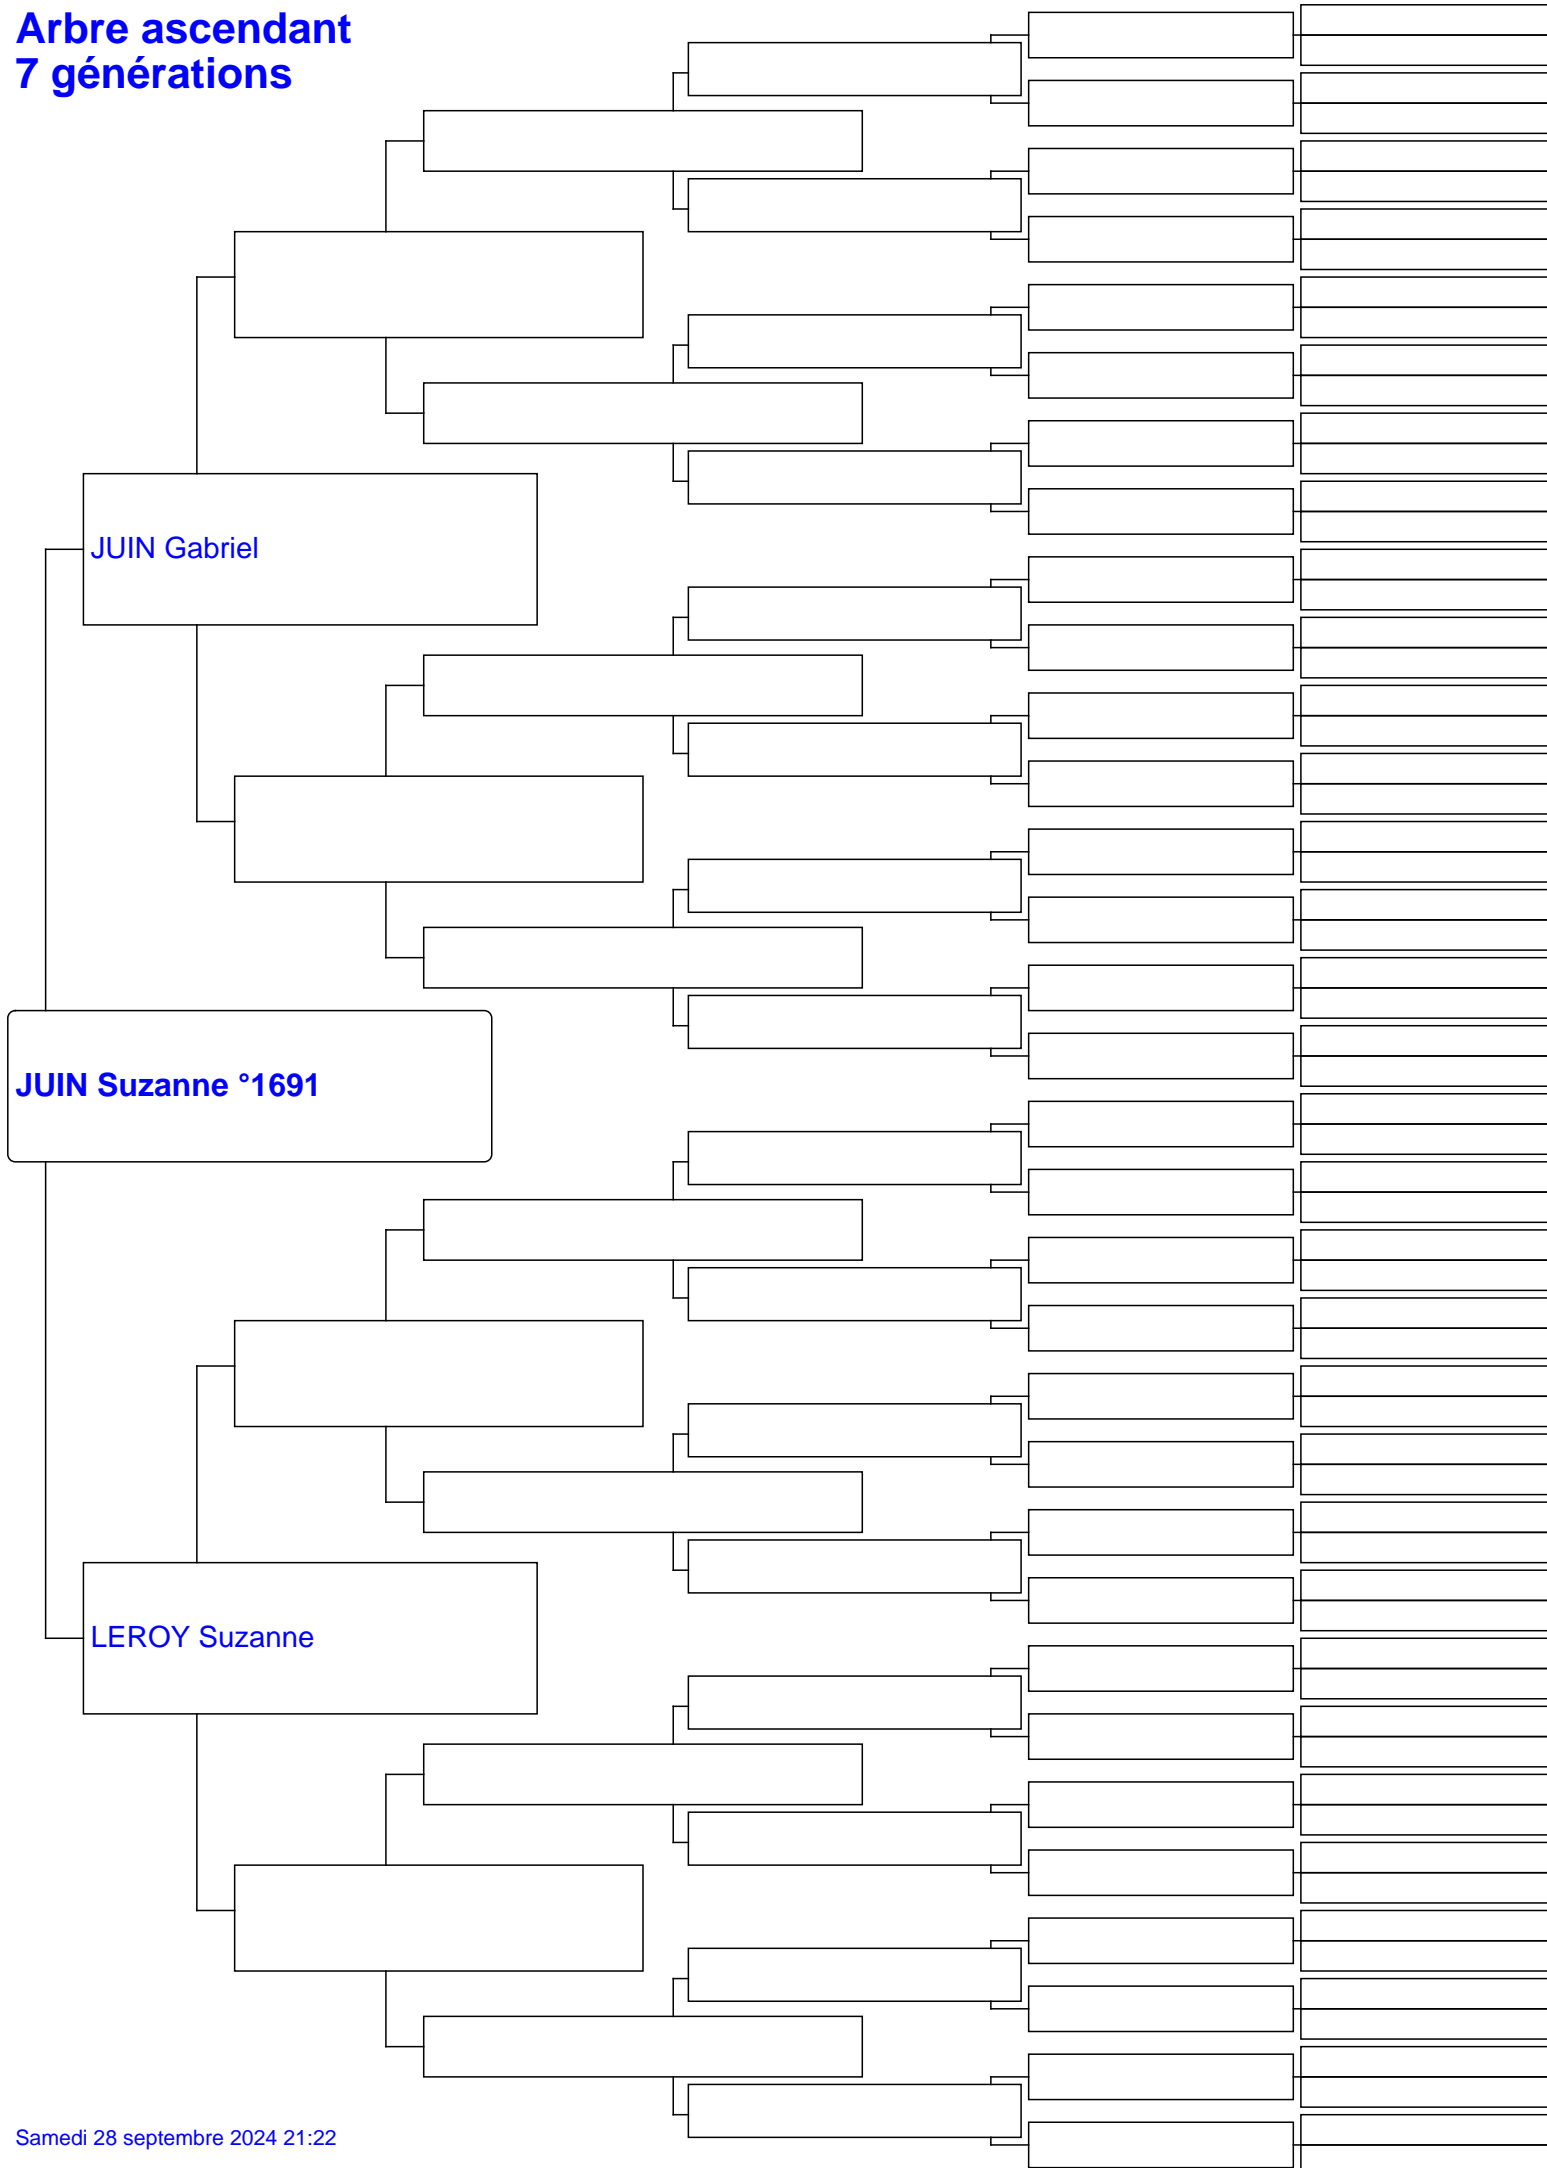 Arbre ascendant
7 générations
JUIN Gabriel
JUIN Suzanne °1691
LEROY Suzanne
Samedi 28 septembre 2024 21:22